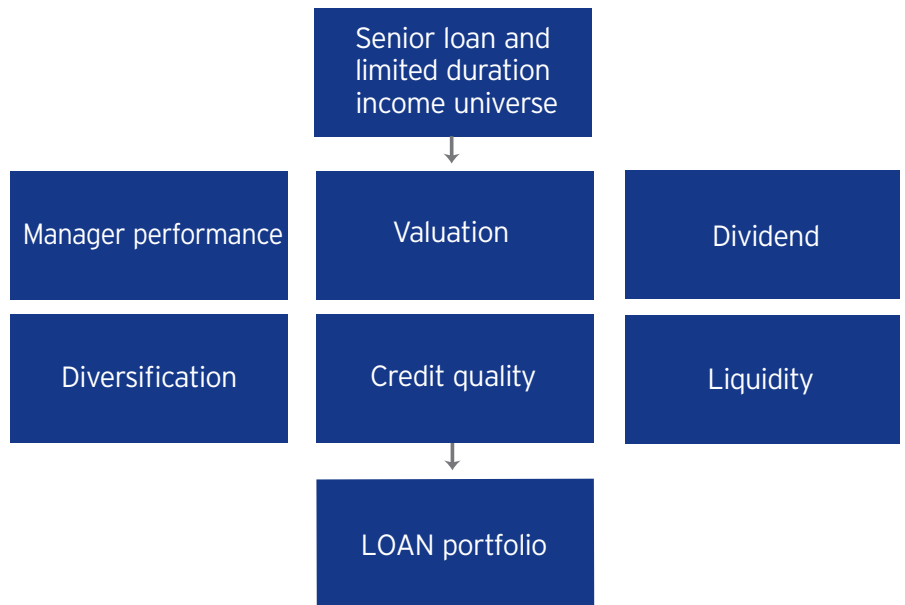 Senior loan and
limited duration
income universe
Manager performance
Valuation
Dividend
Diversification
Credit quality
Liquidity
LOAN portfolio